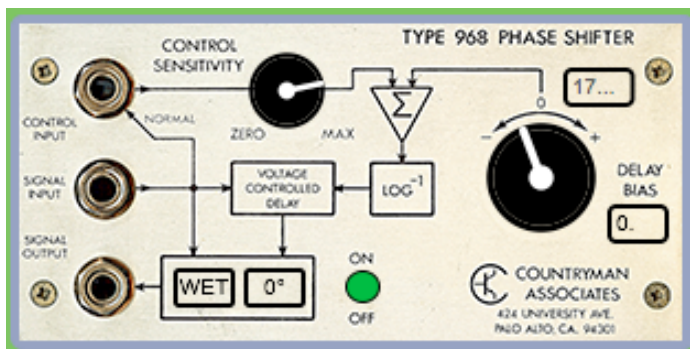 TYPE 968 PHASE SHIFTER
CONTROL
SENSITIVITY
17...
0
Σ
CONTROL
INPUT
NORMAL
ZERO
MAX
−
+
SIGNAL
INPUT
VOLTAGE
CONTROLLED
DELAY
LOG⁻¹
DELAY
BIAS
0.
SIGNAL
OUTPUT
WET
0°
ON
OFF
COUNTRYMAN
ASSOCIATES
424 UNIVERSITY AVE.
PALO ALTO, CA. 94301